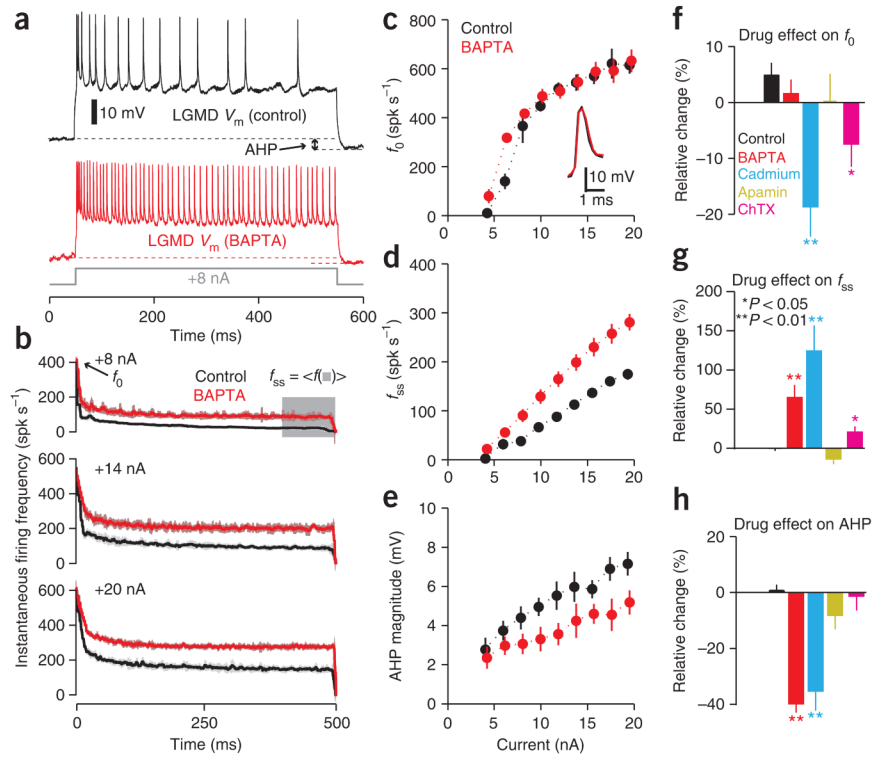 a
10 mV
LGMD Vm (control)
AHP
LGMD Vm (BAPTA)
+8 nA
0 200 400 600
Time (ms)
b
Instantaneous firing frequency (spk s⁻¹)
+8 nA
f0
Control
BAPTA
fss = <f(■)>
400
200
0
+14 nA
600
400
200
0
+20 nA
600
400
200
0
0 250 500
Time (ms)
c
Control
BAPTA
f0 (spk s⁻¹)
800
600
400
200
0
10 mV
1 ms
0 5 10 15 20
d
fss (spk s⁻¹)
400
300
200
100
0
0 5 10 15 20
e
AHP magnitude (mV)
10
8
6
4
2
0
0 5 10 15 20
Current (nA)
f
Drug effect on f0
Relative change (%)
10
0
−10
−20
Control
BAPTA
Cadmium
Apamin
ChTX
**
*
g
Drug effect on fss
*P < 0.05
**P < 0.01
Relative change (%)
200
150
100
50
0
**
**
*
h
Drug effect on AHP
Relative change (%)
20
0
−20
−40
**
**